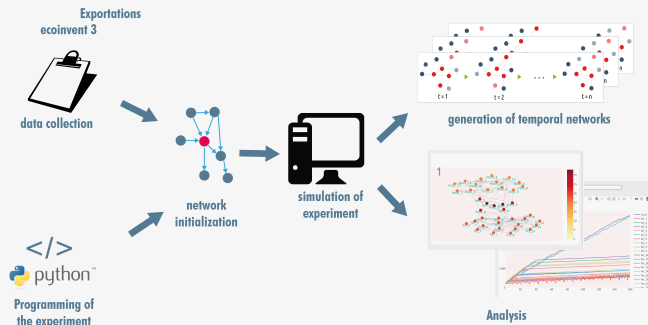 Exportations
ecoinvent 3
data collection
</>
python™
Programming of
the experiment
network
initialization
simulation of
experiment
t=1
t=2
...
t=n
n
n
generation of temporal networks
1
Analysis